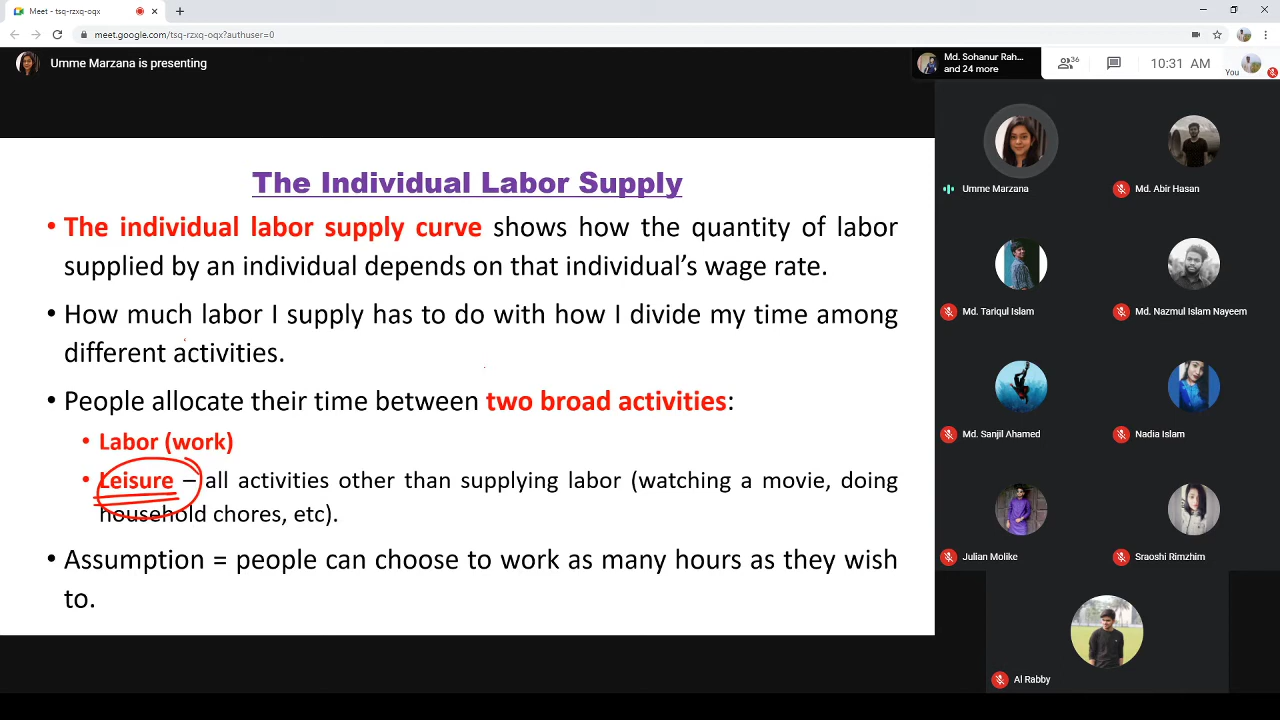 Meet - tsq-rzxq-oqx
meet.google.com/tsq-rzxq-oqx?authuser=0
Umme Marzana is presenting
Md. Sohanur Rah...
and 24 more
36
10:31 AM
You
The Individual Labor Supply
• The individual labor supply curve shows how the quantity of labor
supplied by an individual depends on that individual's wage rate.
• How much labor I supply has to do with how I divide my time among
different activities.
• People allocate their time between two broad activities:
• Labor (work)
• Leisure – all activities other than supplying labor (watching a movie, doing
household chores, etc).
• Assumption = people can choose to work as many hours as they wish
to.
Umme Marzana
Md. Abir Hasan
Md. Tariqul Islam
Md. Nazmul Islam Nayeem
Md. Sanjil Ahamed
Nadia Islam
Julian Molike
Sraoshi Rimzhim
Al Rabby